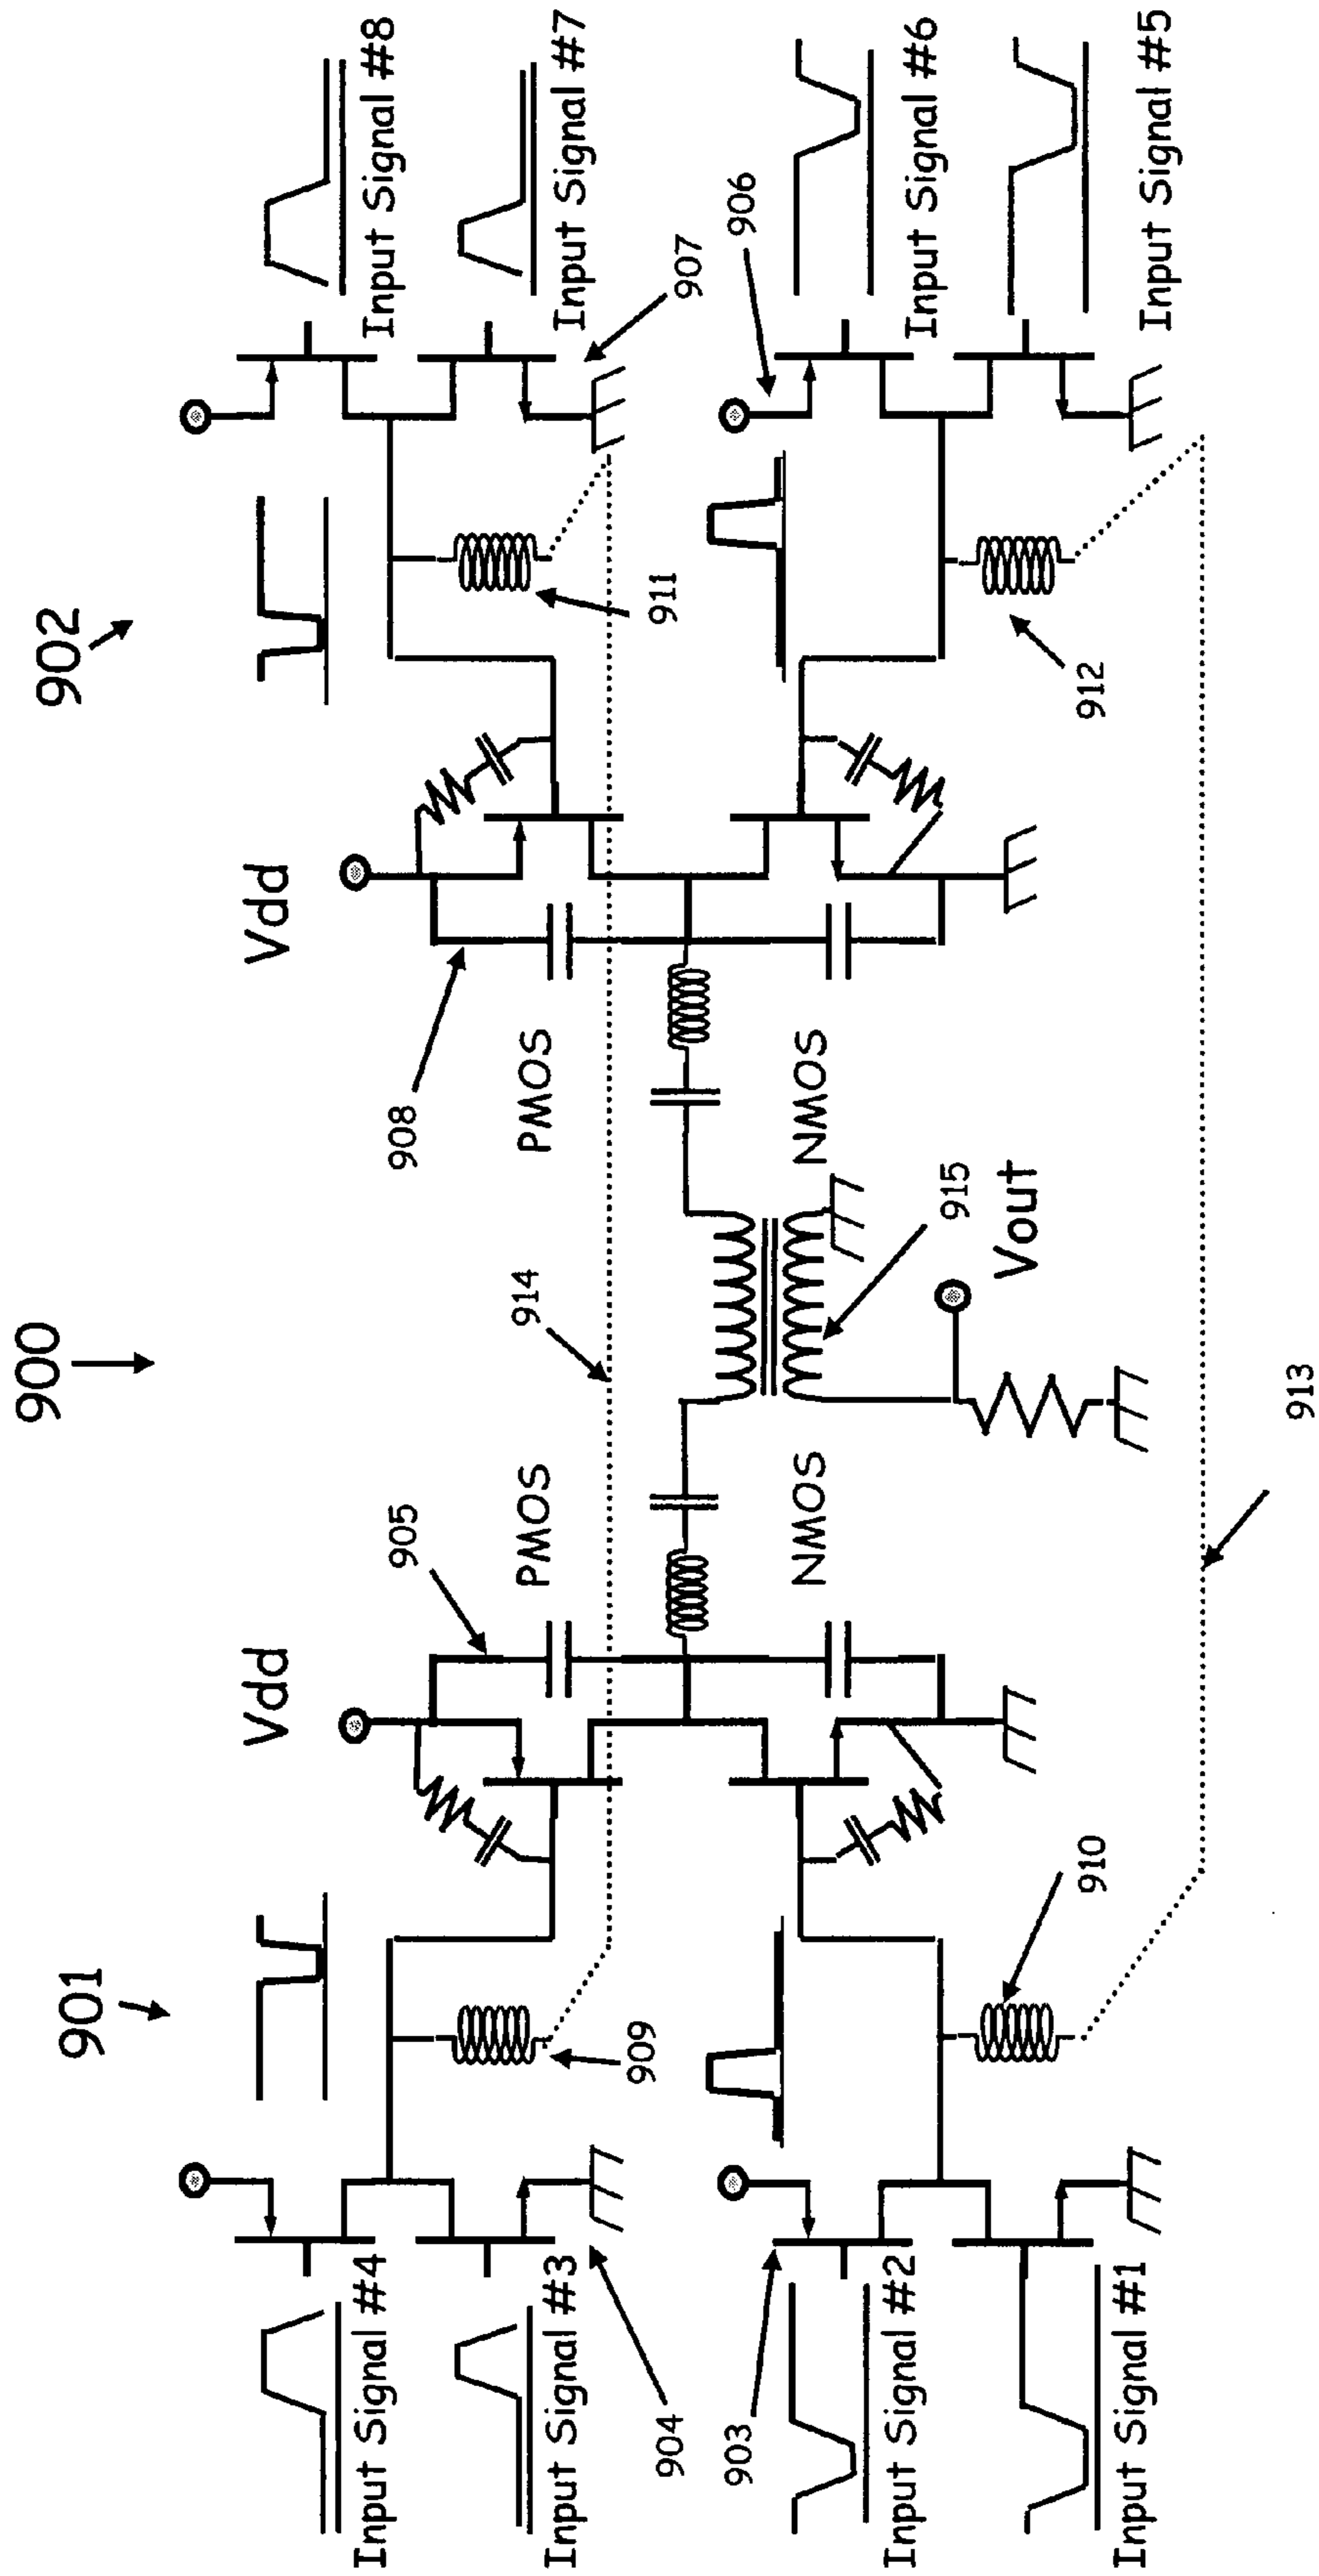 900
901
902
Vdd
Vdd
Input Signal #4
Input Signal #3
Input Signal #2
Input Signal #1
Input Signal #8
Input Signal #7
Input Signal #6
Input Signal #5
904
903
909
910
905
PMOS
NMOS
914
915
Vout
913
908
PMOS
NMOS
911
912
907
906